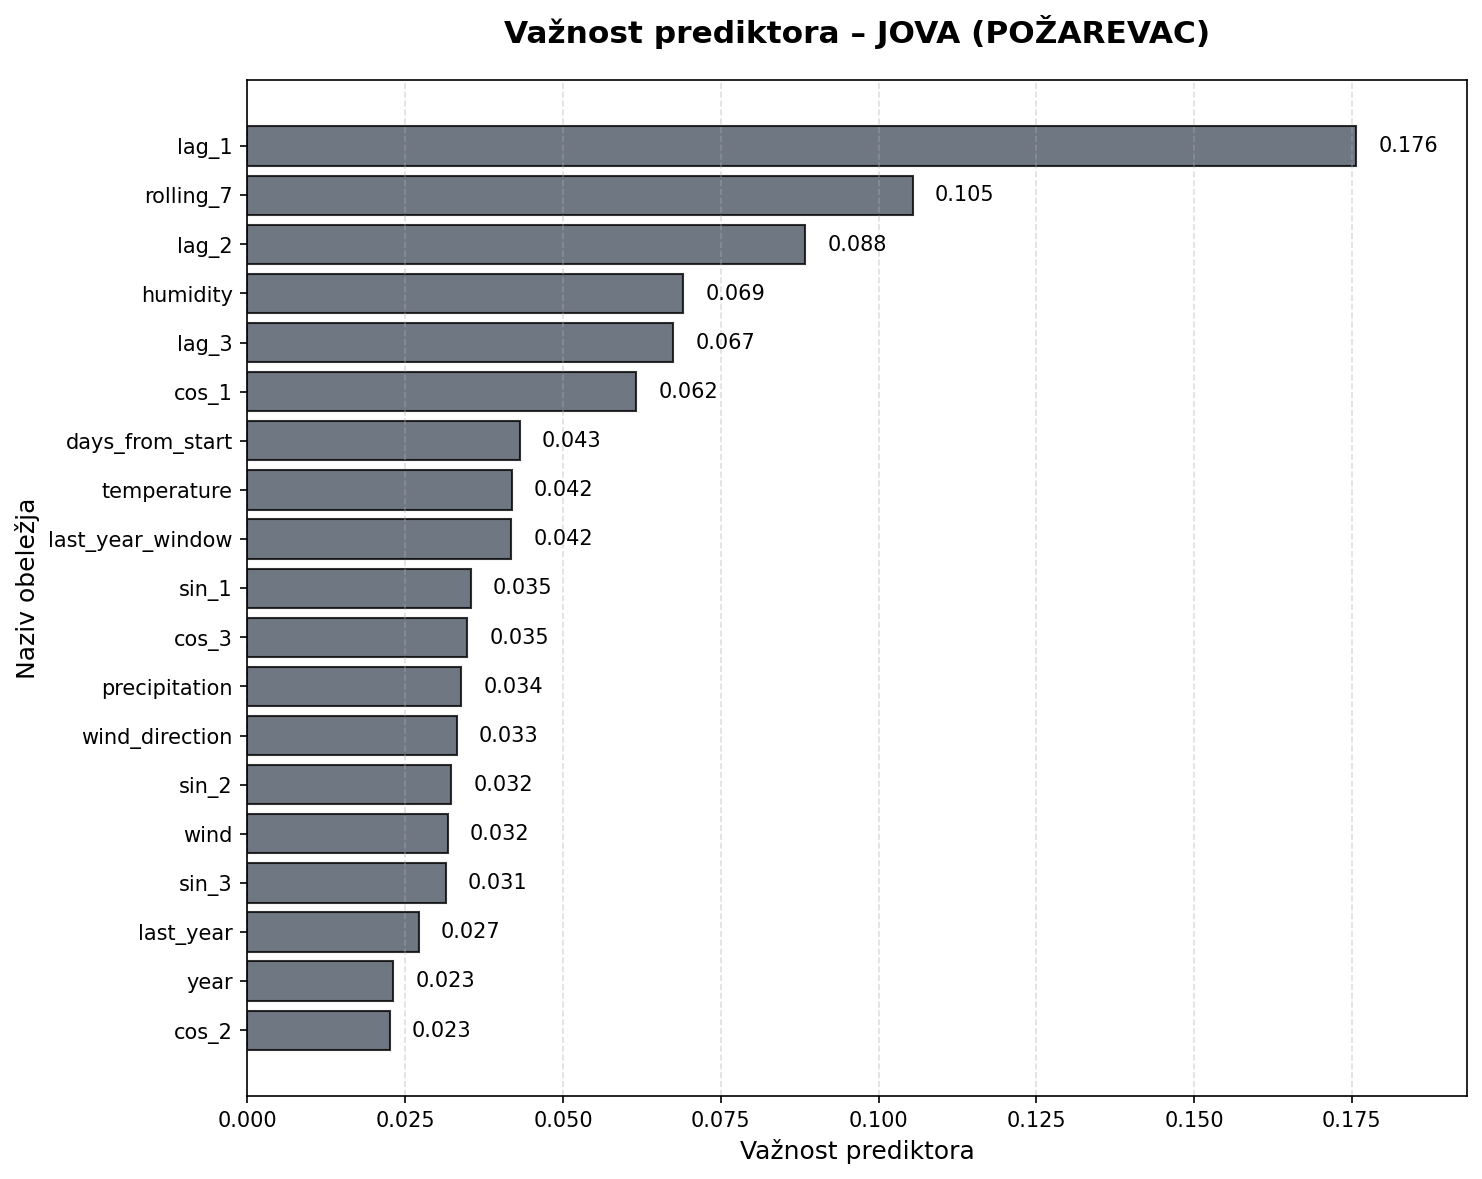 Važnost prediktora – JOVA (POŽAREVAC)
lag_1 0.176
rolling_7 0.105
lag_2 0.088
humidity 0.069
lag_3 0.067
cos_1 0.062
days_from_start 0.043
temperature 0.042
last_year_window 0.042
sin_1 0.035
cos_3 0.035
precipitation 0.034
wind_direction 0.033
sin_2 0.032
wind 0.032
sin_3 0.031
last_year 0.027
year 0.023
cos_2 0.023
Naziv obeležja
0.000 0.025 0.050 0.075 0.100 0.125 0.150 0.175
Važnost prediktora